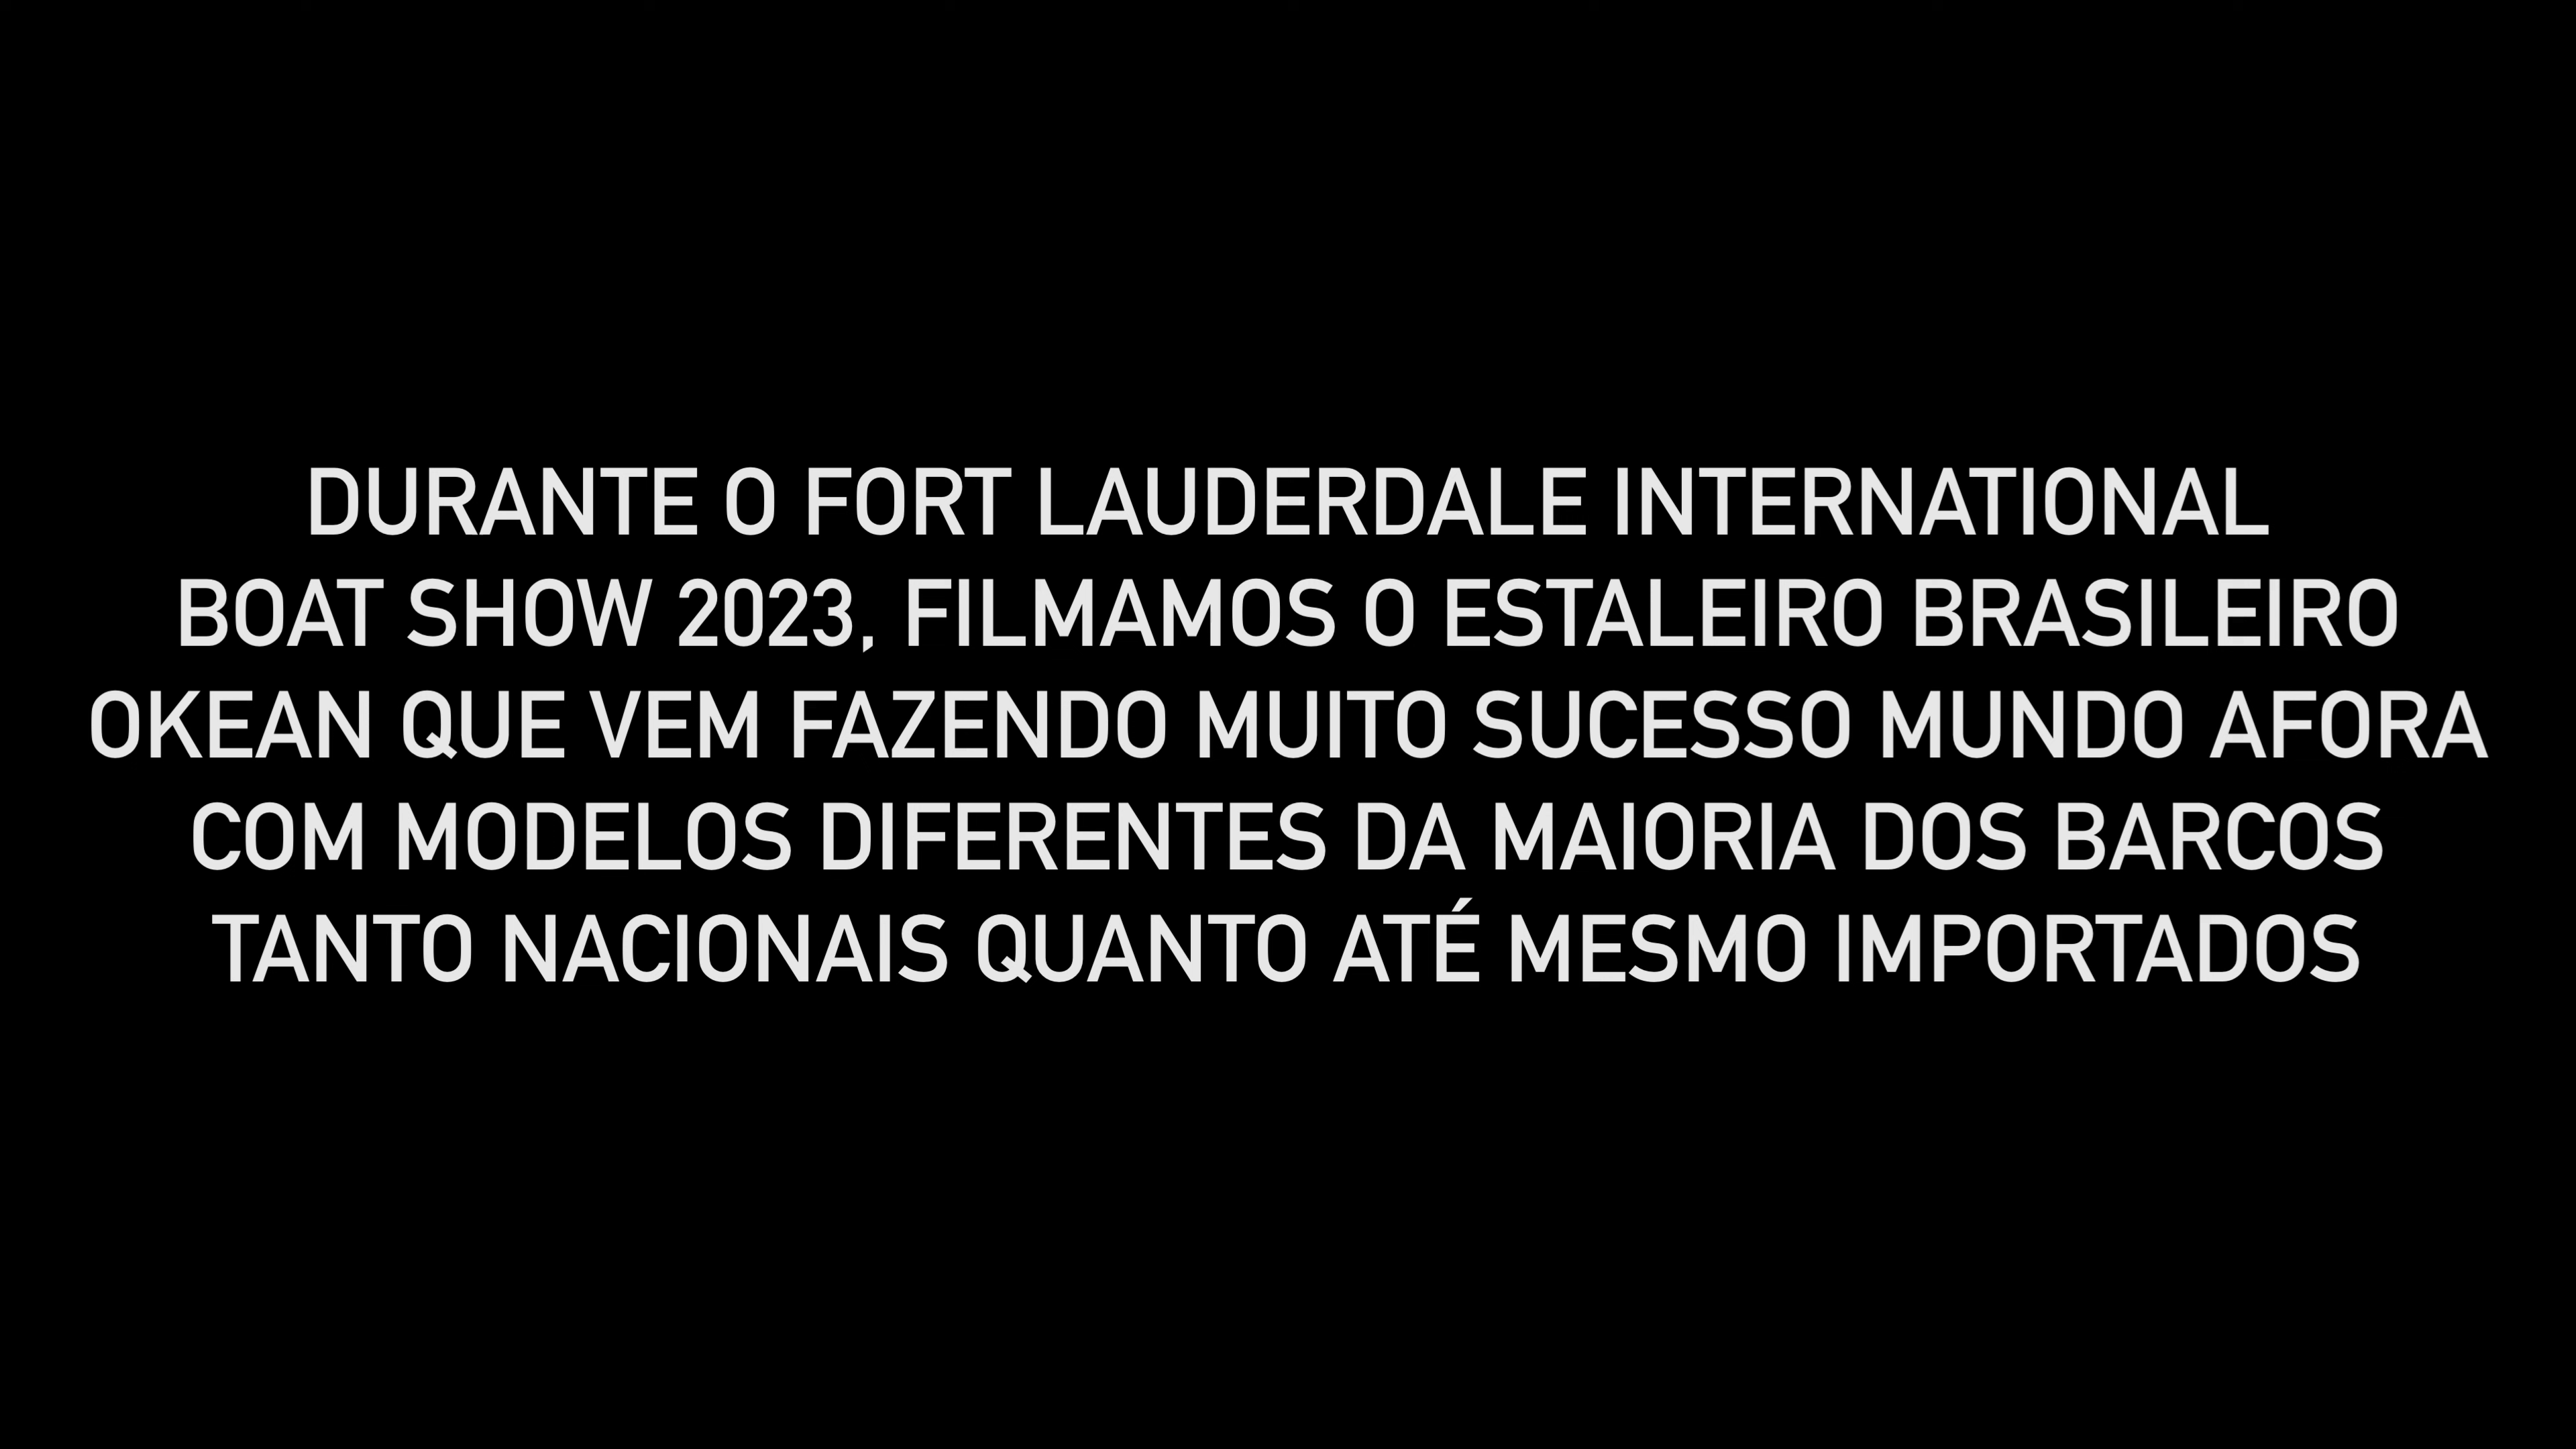 DURANTE O FORT LAUDERDALE INTERNATIONAL
BOAT SHOW 2023, FILMAMOS O ESTALEIRO BRASILEIRO
OKEAN QUE VEM FAZENDO MUITO SUCESSO MUNDO AFORA
COM MODELOS DIFERENTES DA MAIORIA DOS BARCOS
TANTO NACIONAIS QUANTO ATÉ MESMO IMPORTADOS